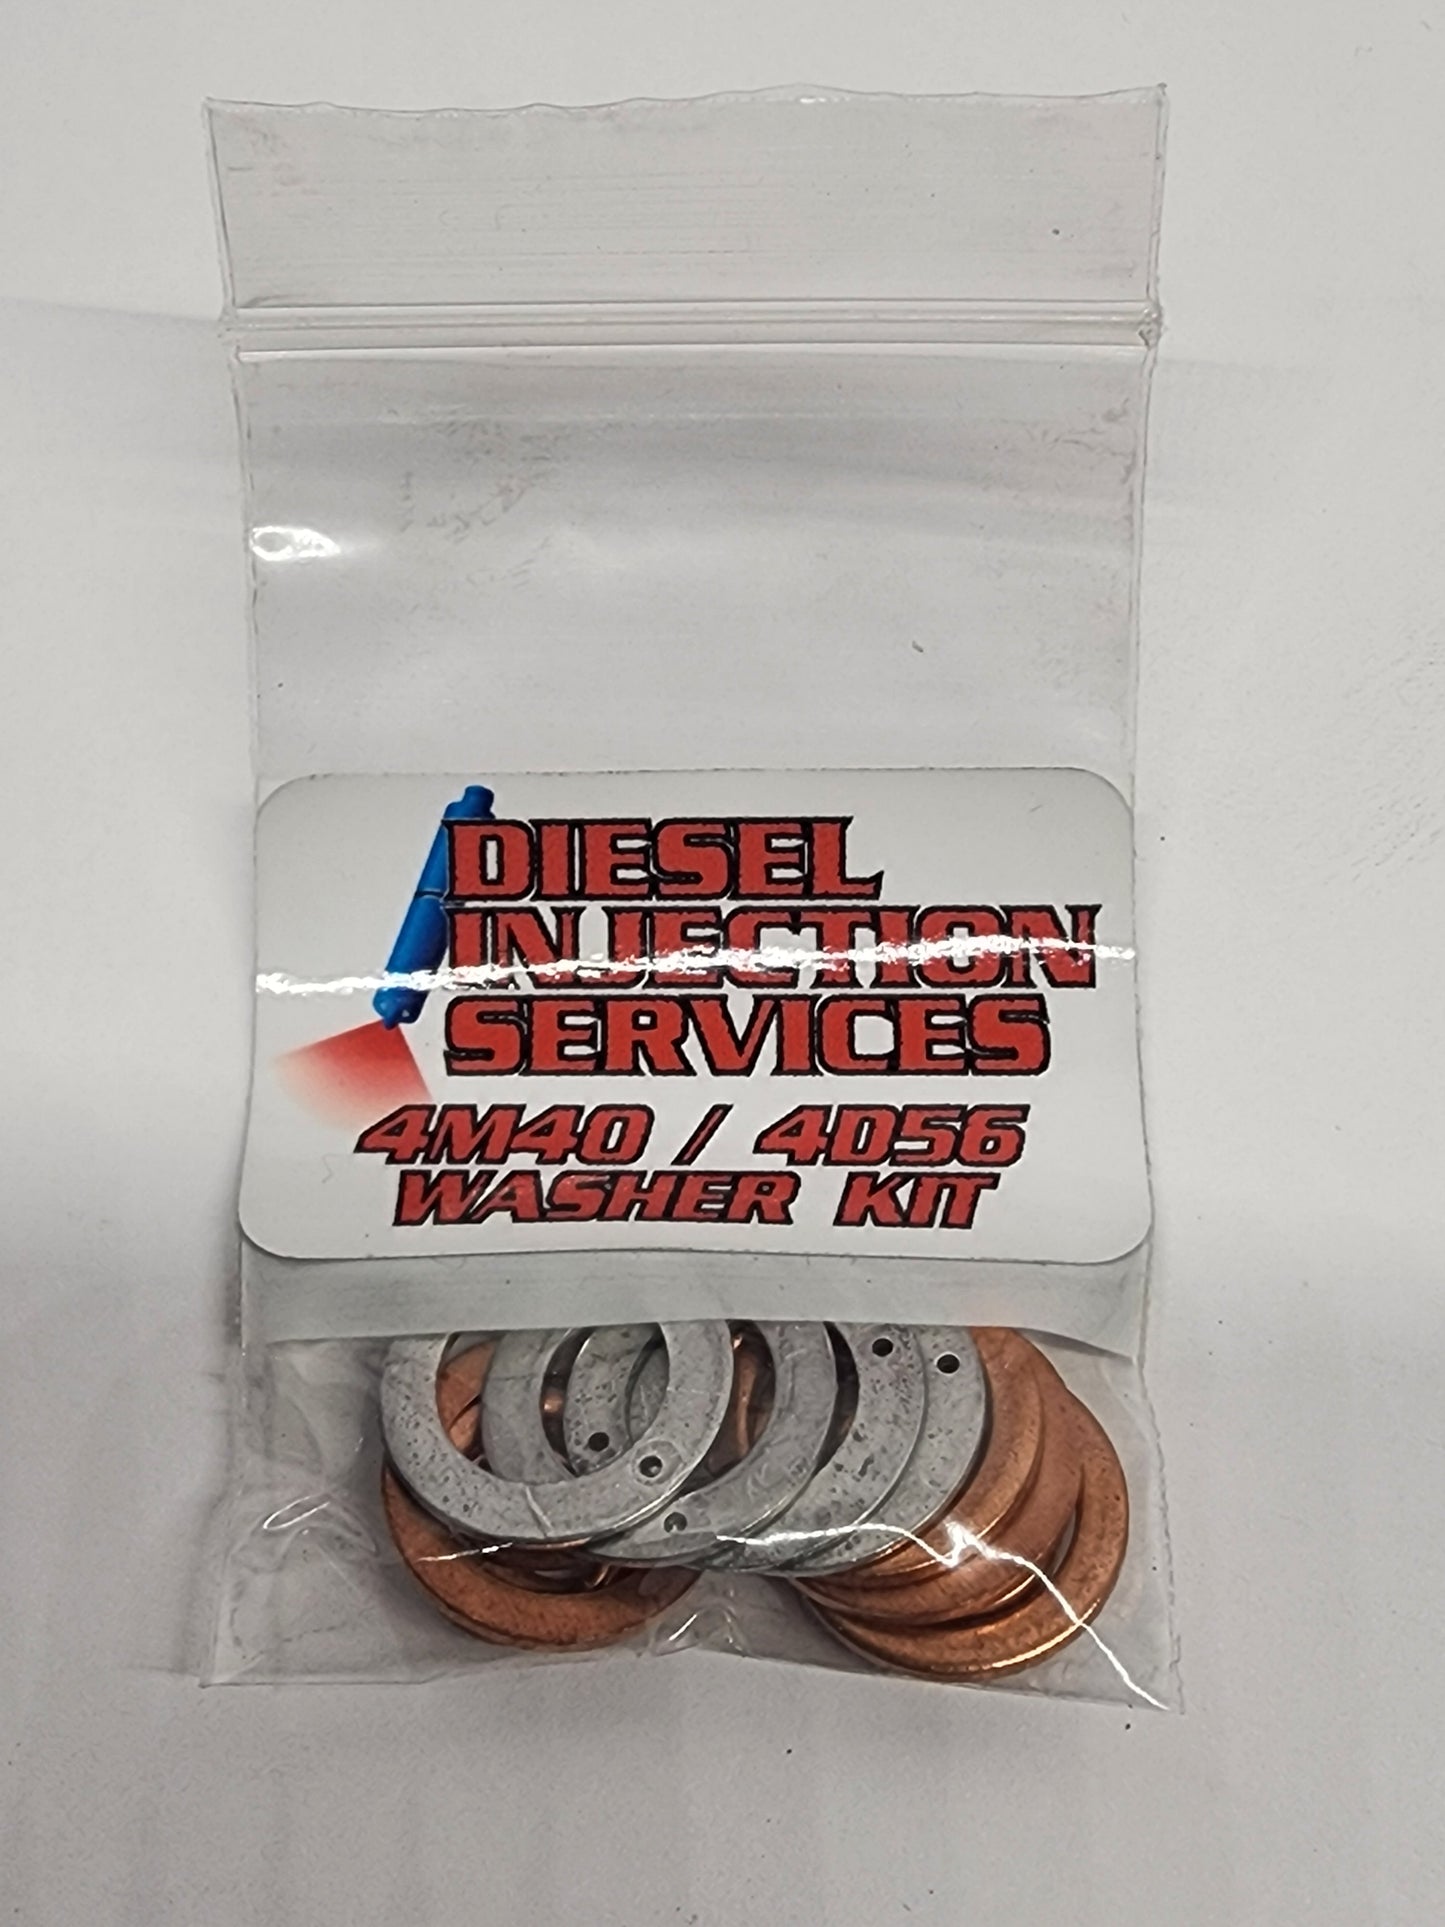 DIESEL
INJECTION
SERVICES
4M40 / 4D56
WASHER KIT